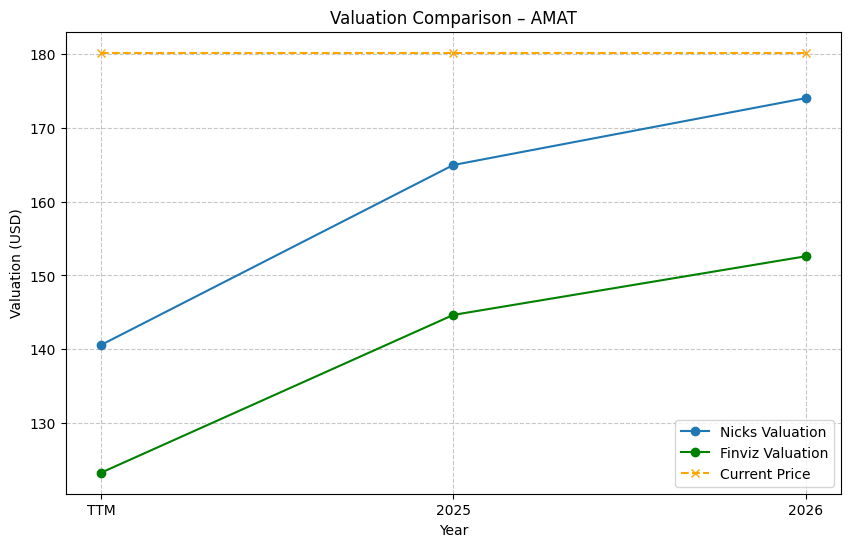 Valuation Comparison – AMAT
Valuation (USD)
180
170
160
150
140
130
TTM
2025
2026
Year
Nicks Valuation
Finviz Valuation
Current Price